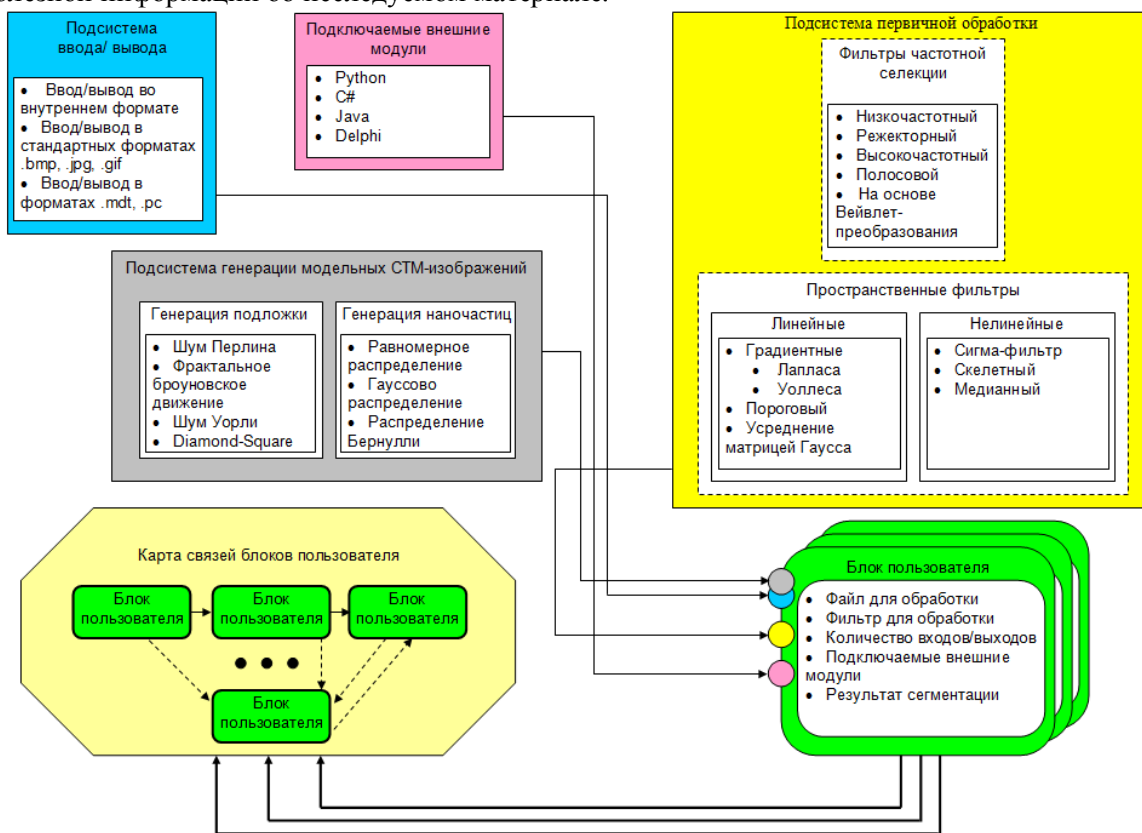 полезной информации об исследуемом материале.
Подсистема
ввода/ вывода
• Ввод/вывод во
внутреннем формате
• Ввод/вывод в
стандартных форматах
.bmp, .jpg, .gif
• Ввод/вывод в
форматах .mdt, .pc
Подключаемые внешние
модули
• Python
• C#
• Java
• Delphi
Подсистема первичной обработки
Фильтры частотной
селекции
• Низкочастотный
• Режекторный
• Высокочастотный
• Полосовой
• На основе
Вейвлет-
преобразования
Пространственные фильтры
Линейные
• Градиентные
• Лапласа
• Уоллеса
• Пороговый
• Усреднение
матрицей Гаусса
Нелинейные
• Сигма-фильтр
• Скелетный
• Медианный
Подсистема генерации модельных СТМ-изображений
Генерация подложки
• Шум Перлина
• Фрактальное
броуновское
движение
• Шум Уорли
• Diamond-Square
Генерация наночастиц
• Равномерное
распределение
• Гауссово
распределение
• Распределение
Бернулли
Карта связей блоков пользователя
Блок
пользователя
Блок
пользователя
Блок
пользователя
Блок
пользователя
Блок пользователя
• Файл для обработки
• Фильтр для обработки
• Количество входов/выходов
• Подключаемые внешние
модули
• Результат сегментации